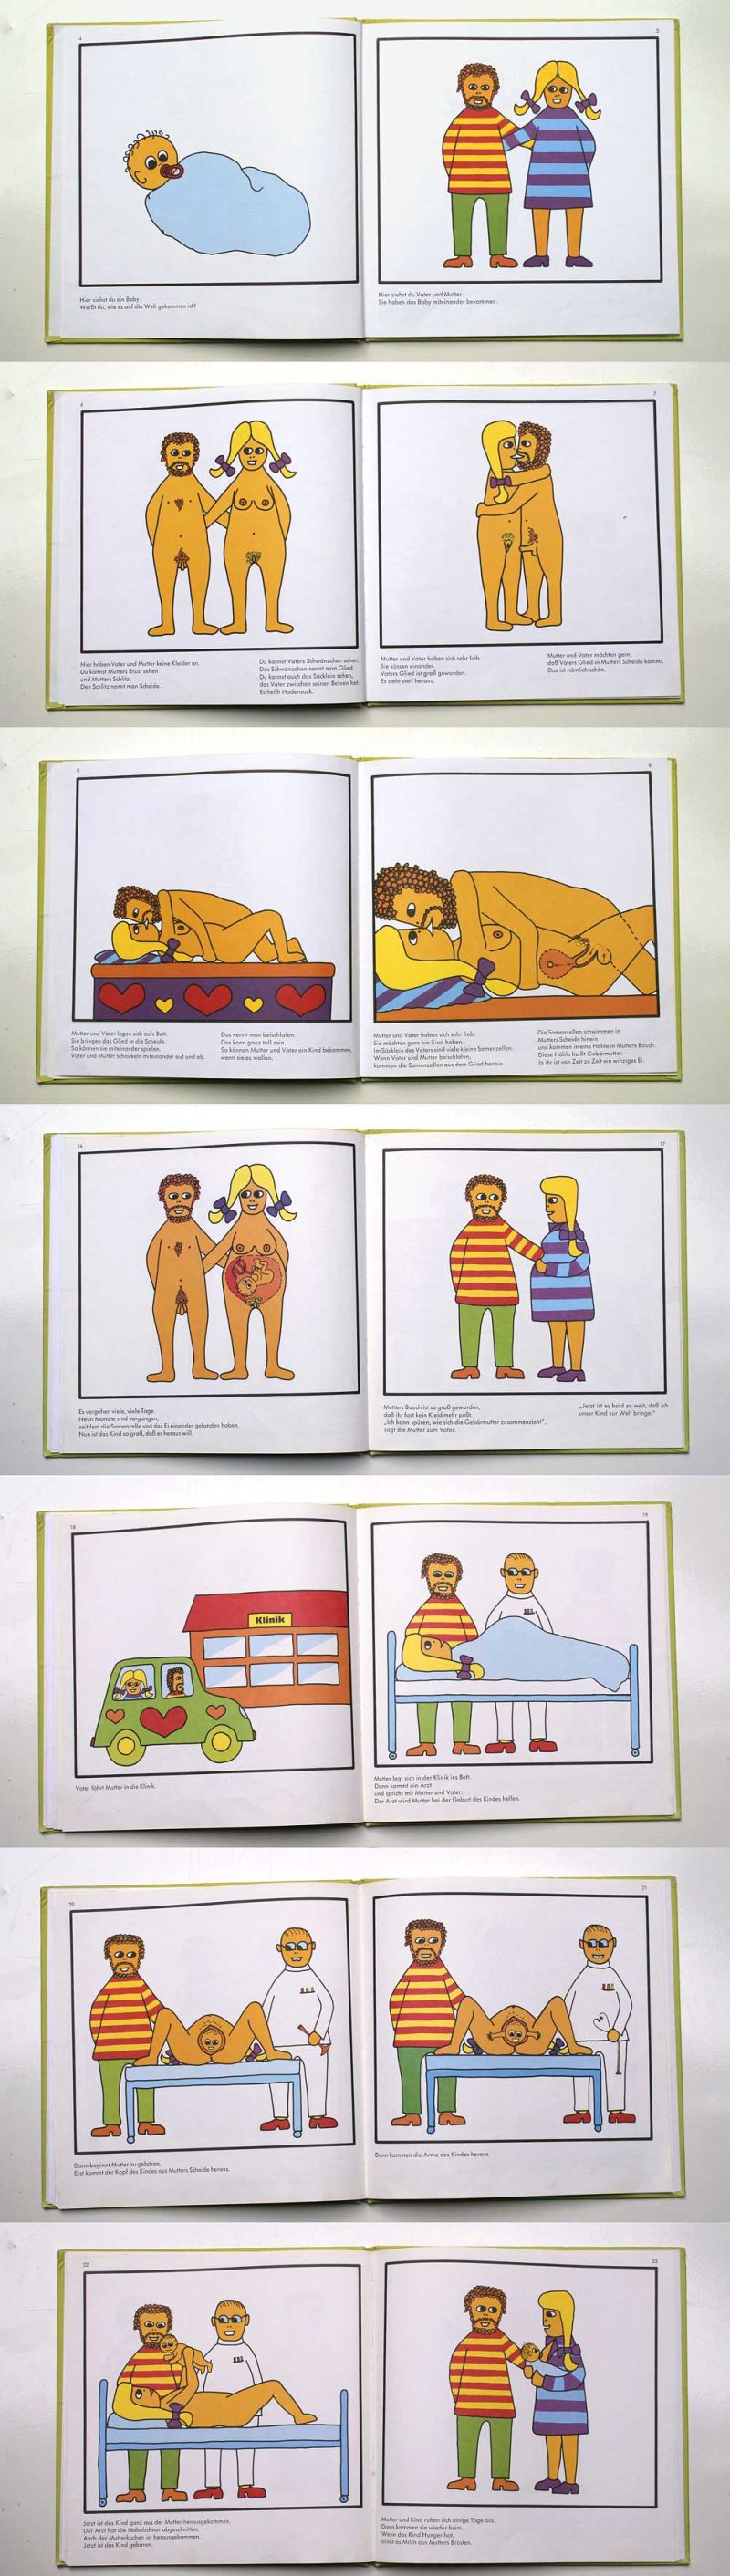 4
5
Hier siehst du ein Baby.
Weißt du, wie es auf die Welt gekommen ist?
Hier siehst du Vater und Mutter.
Sie haben das Baby miteinander bekommen.
6
7
Hier haben Vater und Mutter keine Kleider an.
Du kannst Mutters Brust sehen
und Mutters Schlitz.
Den Schlitz nennt man Scheide.
Du kannst Vaters Schwänzchen sehen.
Das Schwänzchen nennt man Glied.
Du kannst auch das Säcklein sehen,
das Vater zwischen seinen Beinen hat.
Es heißt Hodensack.
Mutter und Vater haben sich sehr lieb.
Sie küssen einander.
Vaters Glied ist groß geworden.
Es steht steif heraus.
Mutter und Vater möchten gern,
daß Vaters Glied in Mutters Scheide kommt.
Das ist nämlich schön.
8
9
Mutter und Vater legen sich aufs Bett.
Sie bringen das Glied in die Scheide.
So können sie miteinander spielen.
Vater und Mutter schaukeln miteinander auf und ab.
Das nennt man beischlafen.
Das kann ganz toll sein.
So können Mutter und Vater ein Kind bekommen,
wenn sie es wollen.
Mutter und Vater haben sich sehr lieb.
Sie möchten gern ein Kind haben.
Im Säcklein des Vaters sind viele kleine Samenzellen.
Wenn Vater und Mutter beischlafen,
kommen die Samenzellen aus dem Glied heraus.
Die Samenzellen schwimmen in
Mutters Scheide hinein
und kommen in eine Höhle in Mutters Bauch.
Diese Höhle heißt Gebärmutter.
In ihr ist von Zeit zu Zeit ein winziges Ei.
16
17
Es vergehen viele, viele Tage.
Neun Monate sind vergangen,
seitdem die Samenzelle und das Ei einander gefunden haben.
Nun ist das Kind so groß, daß es heraus will.
Mutters Bauch ist so groß geworden,
daß ihr fast kein Kleid mehr paßt.
„Ich kann spüren, wie sich die Gebärmutter zusammenzieht",
sagt die Mutter zum Vater.
„Jetzt ist es bald so weit, daß ich
unser Kind zur Welt bringe."
18
19
Klinik
Vater fährt Mutter in die Klinik.
Mutter legt sich in der Klinik ins Bett.
Dann kommt ein Arzt
und spricht mit Mutter und Vater.
Der Arzt wird Mutter bei der Geburt des Kindes helfen.
20
21
Dann beginnt Mutter zu gebären.
Erst kommt der Kopf des Kindes aus Mutters Scheide heraus.
Dann kommen die Arme des Kindes heraus.
22
23
Jetzt ist das Kind ganz aus der Mutter herausgekommen.
Der Arzt hat die Nabelschnur abgeschnitten.
Auch der Mutterkuchen ist herausgekommen.
Jetzt ist das Kind geboren.
Mutter und Kind ruhen sich einige Tage aus.
Dann kommen sie wieder heim.
Wenn das Kind Hunger hat,
trinkt es Milch aus Mutters Brüsten.